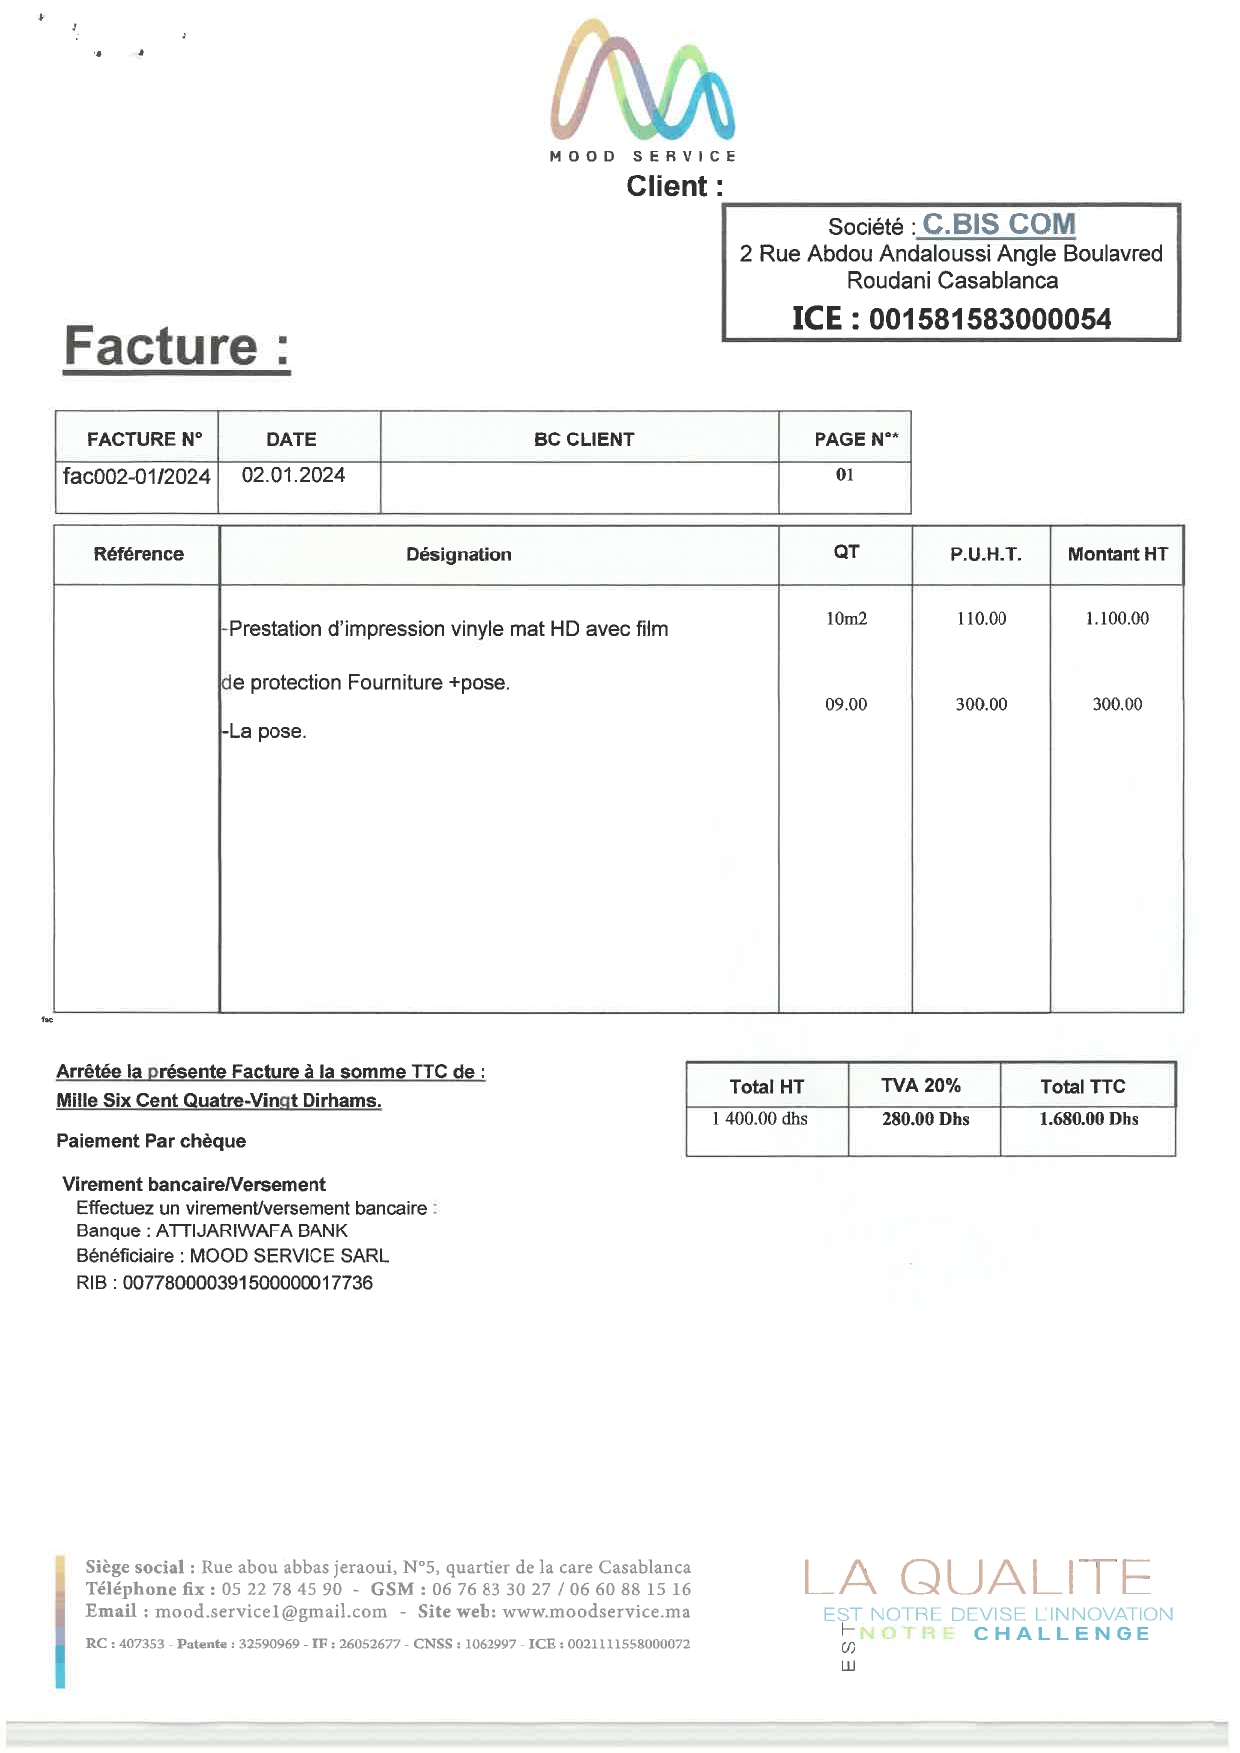 MOOD SERVICE
Client :
Société : C.BIS COM
2 Rue Abdou Andaloussi Angle Boulavred
Roudani Casablanca
ICE : 001581583000054
Facture :
FACTURE N° DATE BC CLIENT PAGE N°*
fac002-01/2024 02.01.2024 01
Référence Désignation QT P.U.H.T. Montant HT
-Prestation d'impression vinyle mat HD avec film 10m2 110.00 1.100.00
de protection Fourniture +pose.
09.00 300.00 300.00
-La pose.
fac
Arrêtée la présente Facture à la somme TTC de :
Mille Six Cent Quatre-Vingt Dirhams.
Paiement Par chèque
Total HT TVA 20% Total TTC
1 400.00 dhs 280.00 Dhs 1.680.00 Dhs
Virement bancaire/Versement
Effectuez un virement/versement bancaire :
Banque : ATTIJARIWAFA BANK
Bénéficiaire : MOOD SERVICE SARL
RIB : 007780000391500000017736
Siège social : Rue abou abbas jeraoui, N°5, quartier de la care Casablanca
Téléphone fix : 05 22 78 45 90 - GSM : 06 76 83 30 27 / 06 60 88 15 16
Email : mood.service1@gmail.com - Site web: www.moodservice.ma
RC : 407353 - Patente : 32590969 - IF : 26052677 - CNSS : 1062997 - ICE : 0021111558000072
LA QUALITE
EST NOTRE DEVISE L'INNOVATION
EST NOTRE CHALLENGE